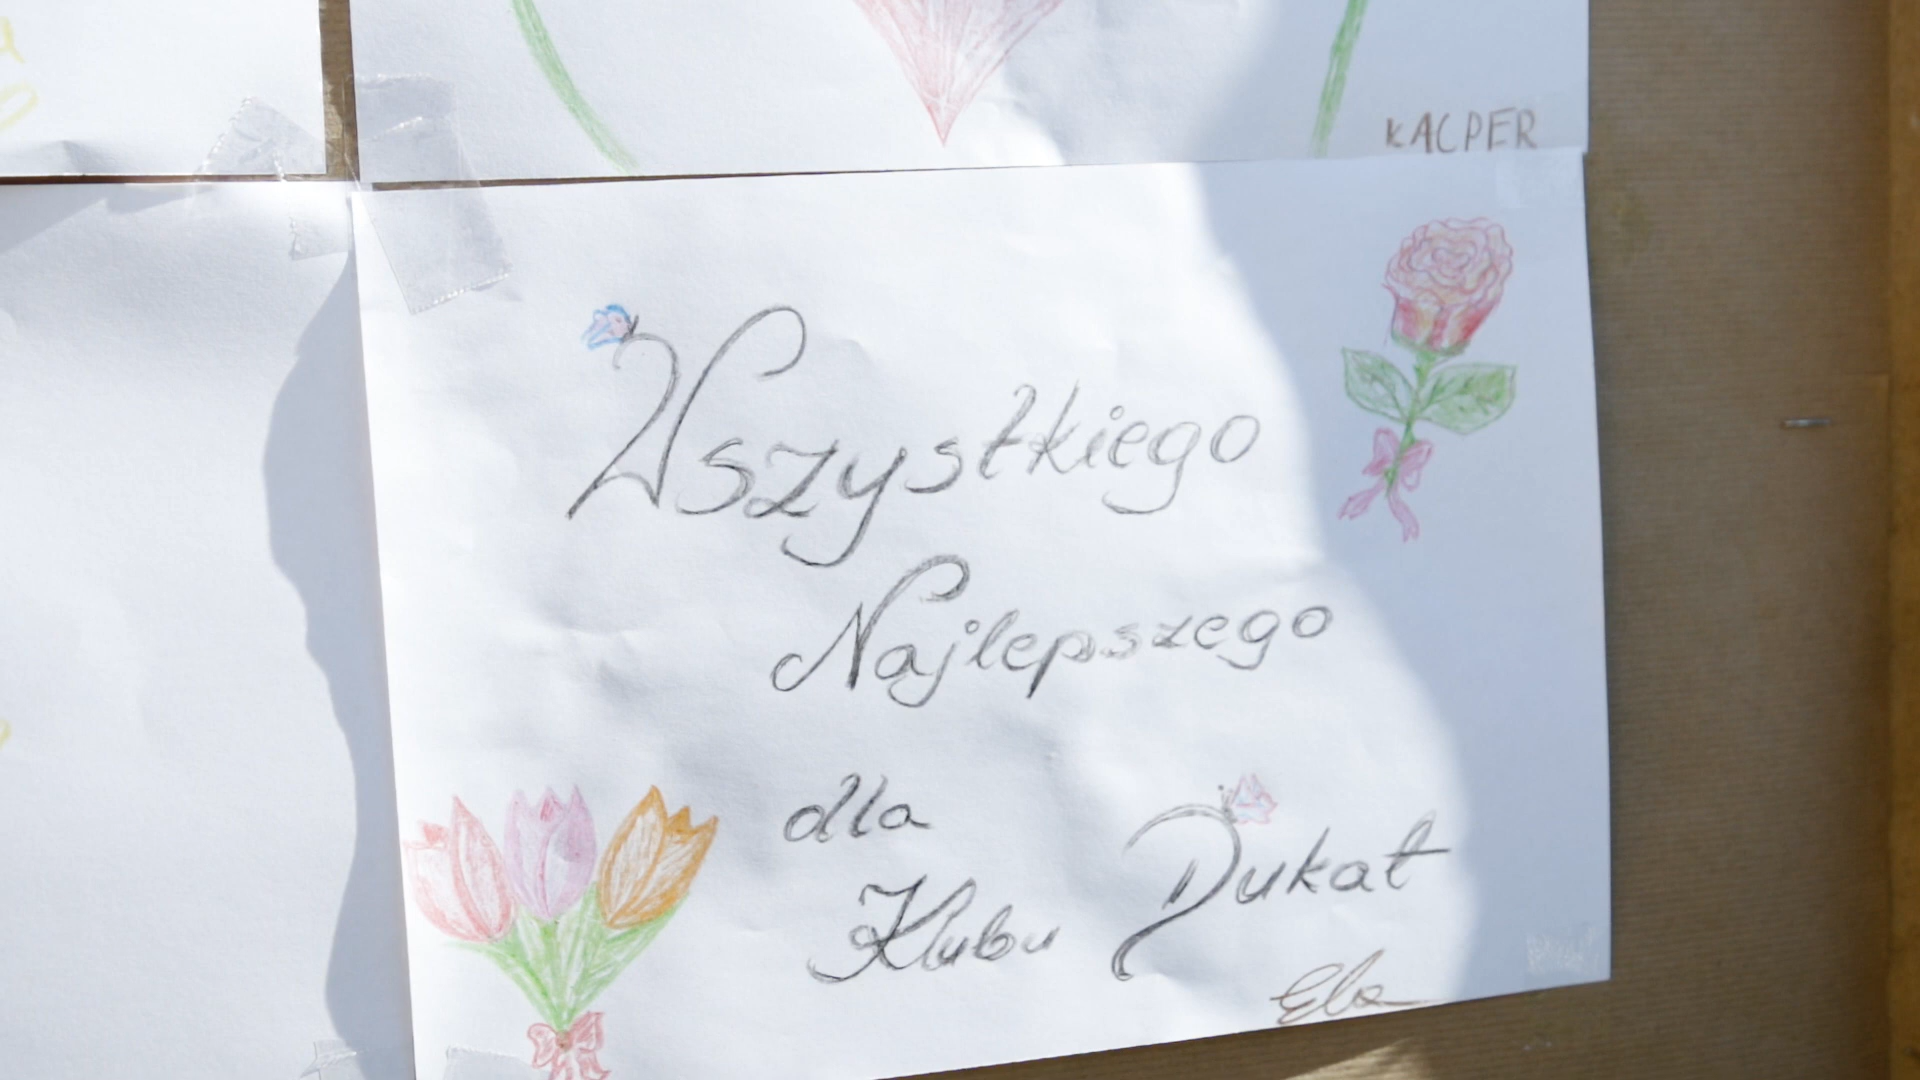 KACPER
Wszystkiego
Najlepszego
dla
Klubu Dukat
Ela